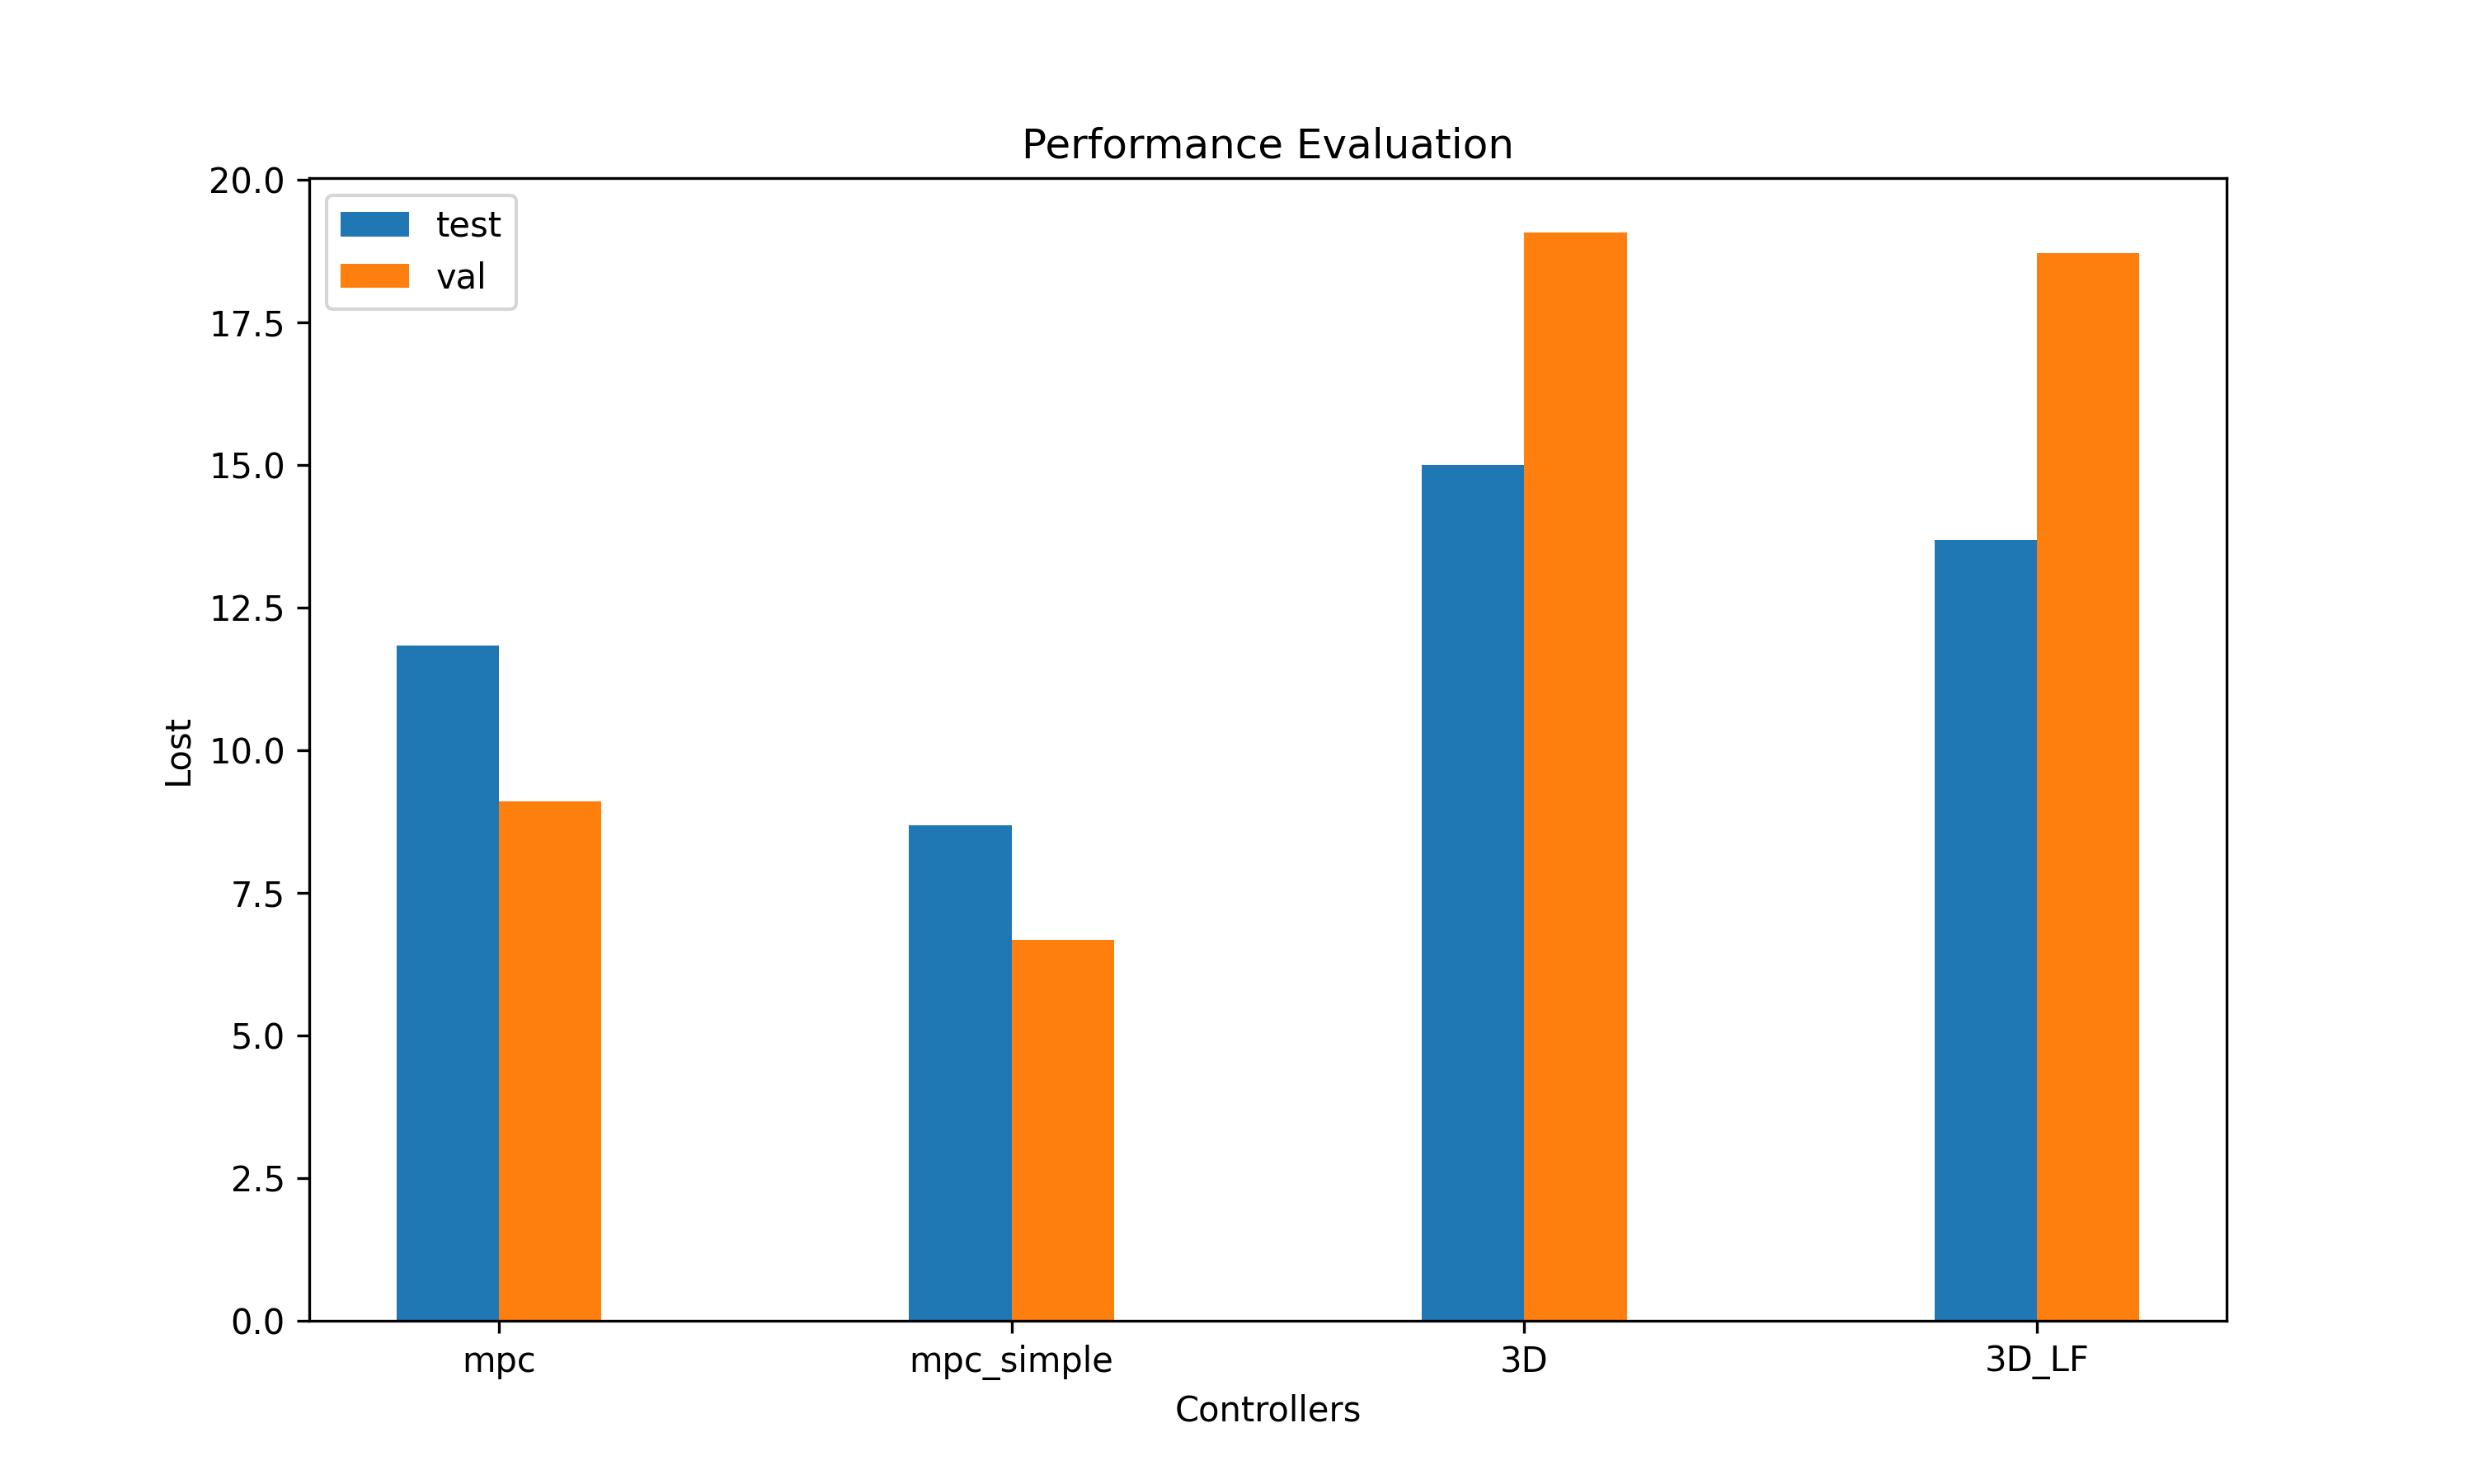 Performance Evaluation
20.0
17.5
15.0
12.5
10.0
7.5
5.0
2.5
0.0
Lost
test
val
mpc
mpc_simple
3D
3D_LF
Controllers